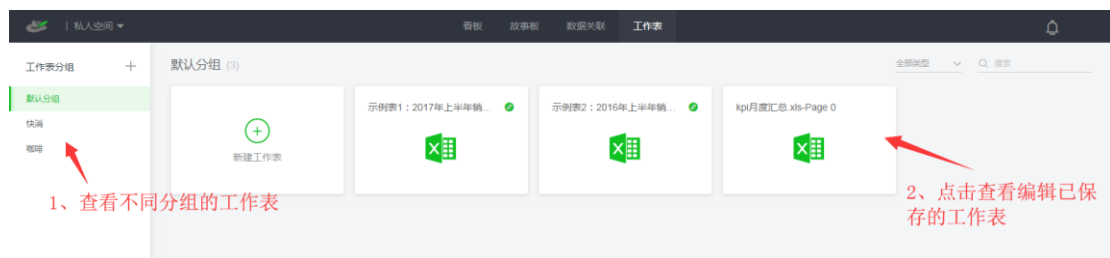 私人空间
看板 故事板 数据关联 工作表
工作表分组 +
默认分组
快消
咖啡
默认分组 (3)
全部类型 搜索
新建工作表
示例表1：2017年上半年销...
示例表2：2016年上半年销...
kpi月度汇总.xls-Page 0
1、查看不同分组的工作表
2、点击查看编辑已保
存的工作表